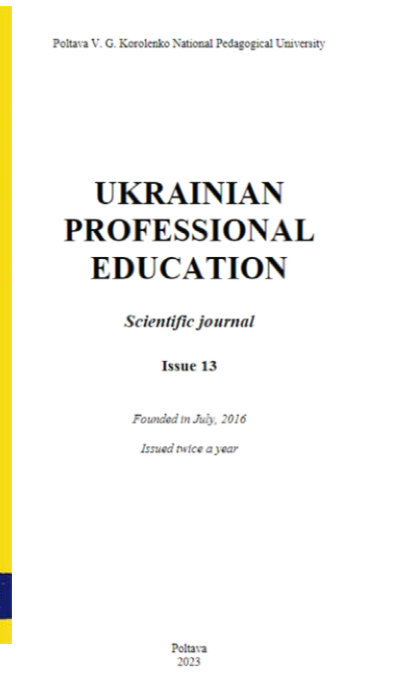 Poltava V. G. Korolenko National Pedagogical University
UKRAINIAN
PROFESSIONAL
EDUCATION
Scientific journal
Issue 13
Founded in July, 2016
Issued twice a year
Poltava
2023